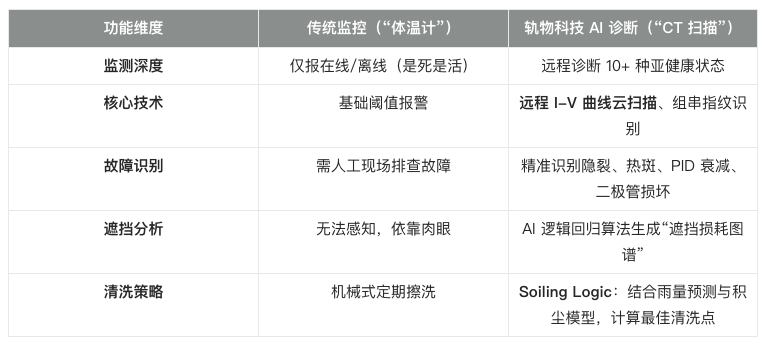 功能维度	传统监控（“体温计”）	轨物科技 AI 诊断（“CT 扫描”）
监测深度	仅报在线/离线（是死是活）	远程诊断 10+ 种亚健康状态
核心技术	基础阈值报警	远程 I–V 曲线云扫描、组串指纹识
别
故障识别	需人工现场排查故障	精准识别隐裂、热斑、PID 衰减、
二极管损坏
遮挡分析	无法感知，依靠肉眼	AI 逻辑回归算法生成“遮挡损耗图
谱”
清洗策略	机械式定期擦洗	Soiling Logic：结合雨量预测与积
尘模型，计算最佳清洗点